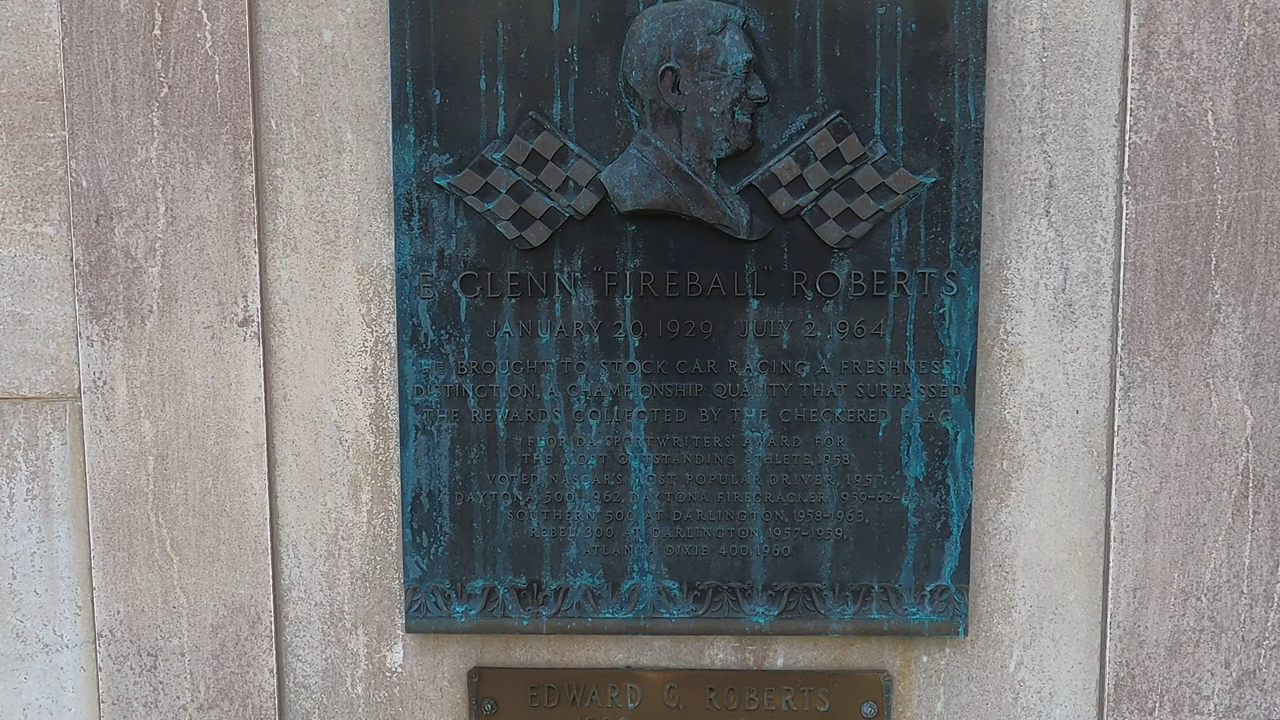 E GLENN "FIREBALL" ROBERTS
JANUARY 20, 1929 JULY 2, 1964
HE BROUGHT TO STOCK CAR RACING A FRESHNESS,
DISTINCTION, A CHAMPIONSHIP QUALITY THAT SURPASSED
THE REWARDS COLLECTED BY THE CHECKERED FLAG
FLORIDA SPORTWRITERS' AWARD FOR
THE MOST OUTSTANDING ATHLETE, 1958
VOTED NASCAR'S MOST POPULAR DRIVER, 1957,
DAYTONA 500, 1962, DAYTONA FIRECRACKER, 1959-62-
SOUTHERN 500 AT DARLINGTON, 1958-1963,
REBEL 300 AT DARLINGTON, 1957-1959,
ATLANTA DIXIE 400, 1960
EDWARD G ROBERTS